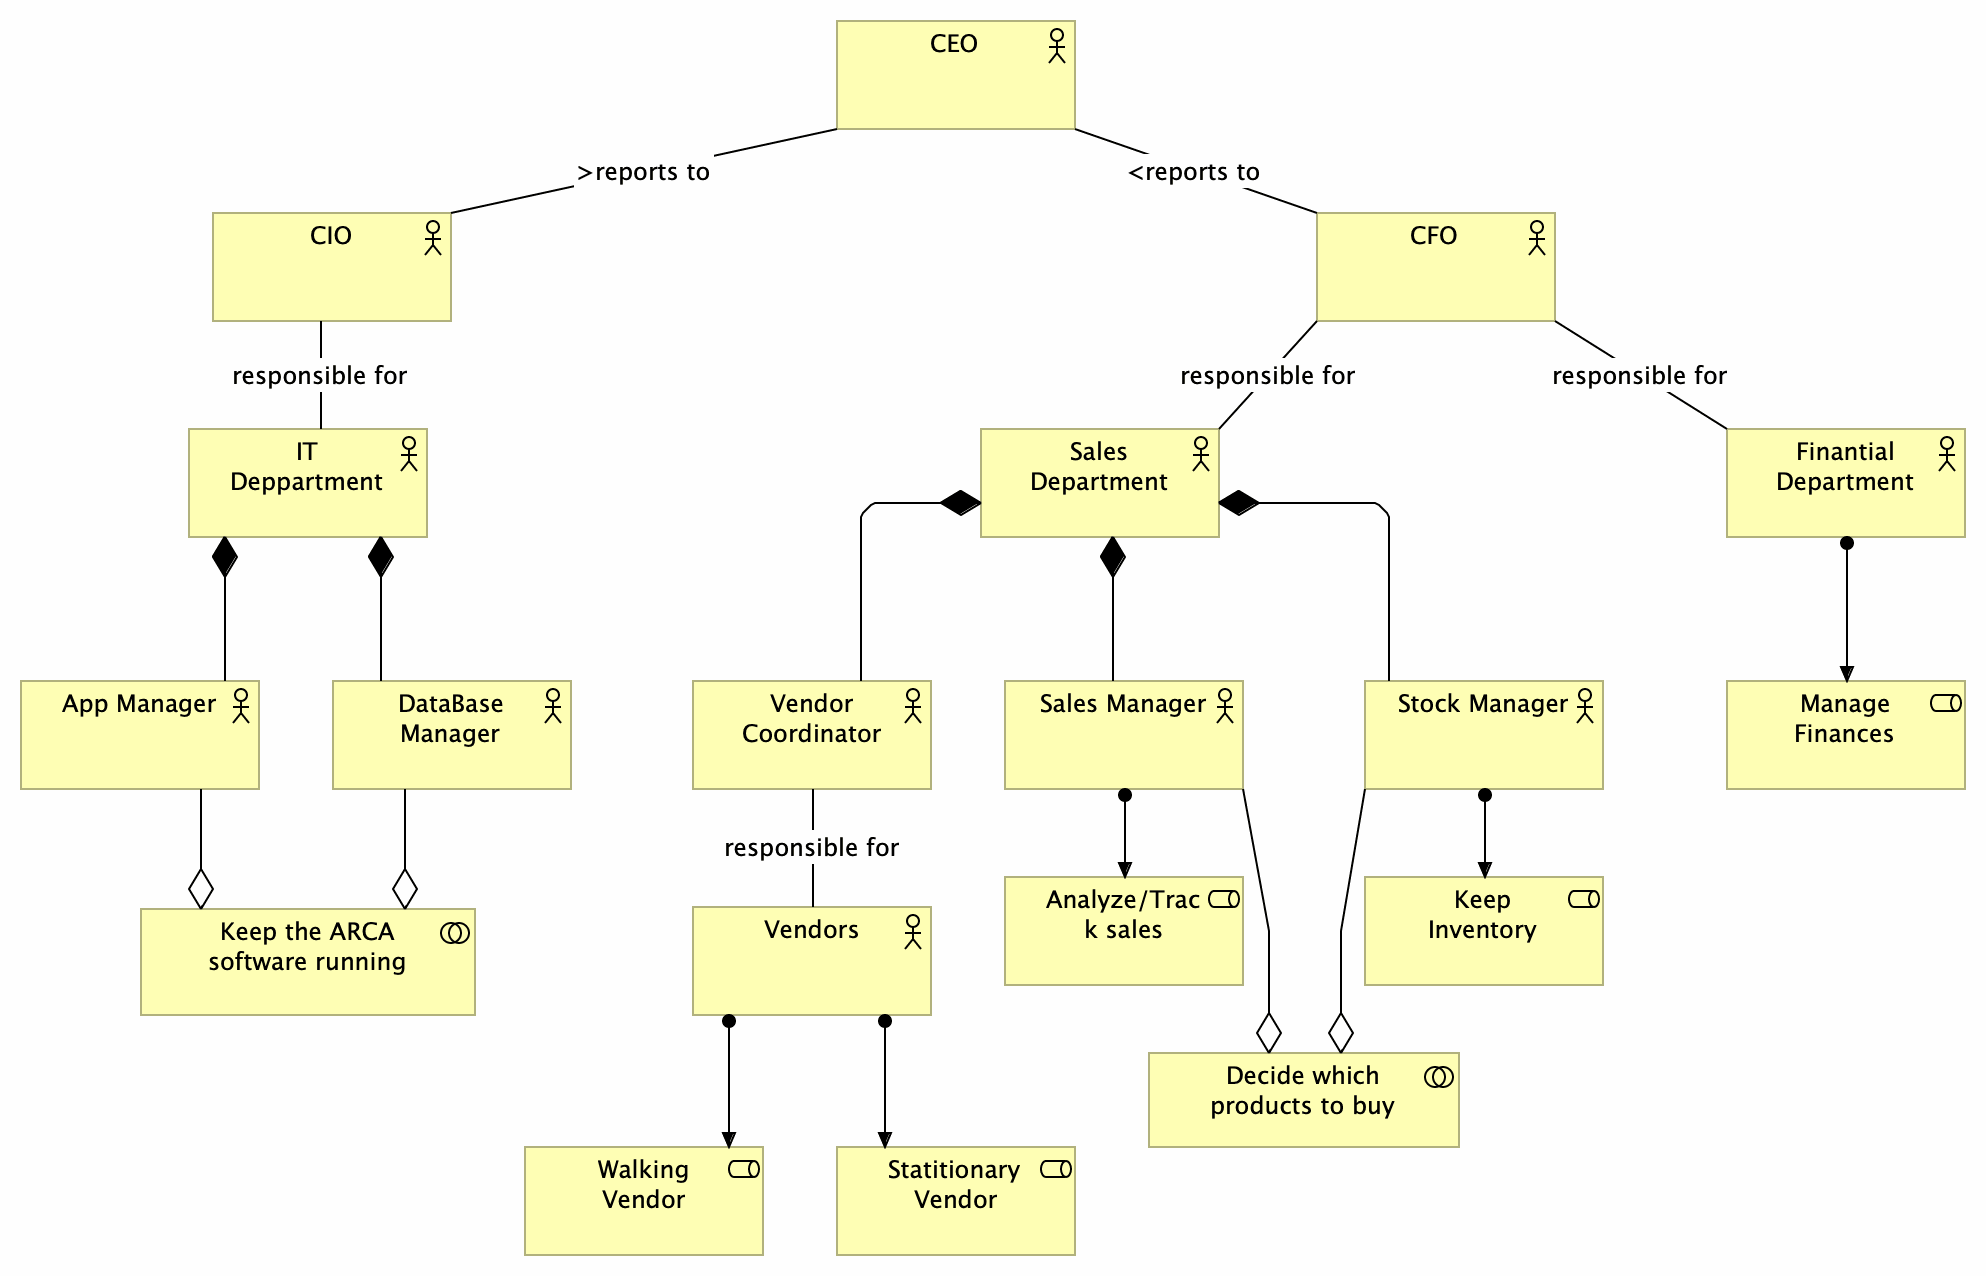 CEO
>reports to
<reports to
CIO
CFO
responsible for
responsible for
responsible for
IT
Deppartment
Sales
Department
Finantial
Department
App Manager
DataBase
Manager
Vendor
Coordinator
Sales Manager
Stock Manager
Manage
Finances
responsible for
Keep the ARCA
software running
Vendors
Analyze/Trac
k sales
Keep
Inventory
Decide which
products to buy
Walking
Vendor
Statitionary
Vendor